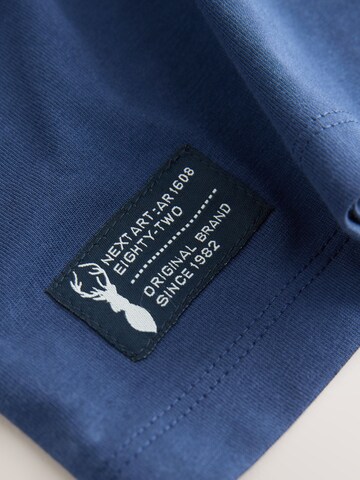 NEXT ART: AR1608
EIGHTY-TWO
ORIGINAL BRAND
SINCE 1982